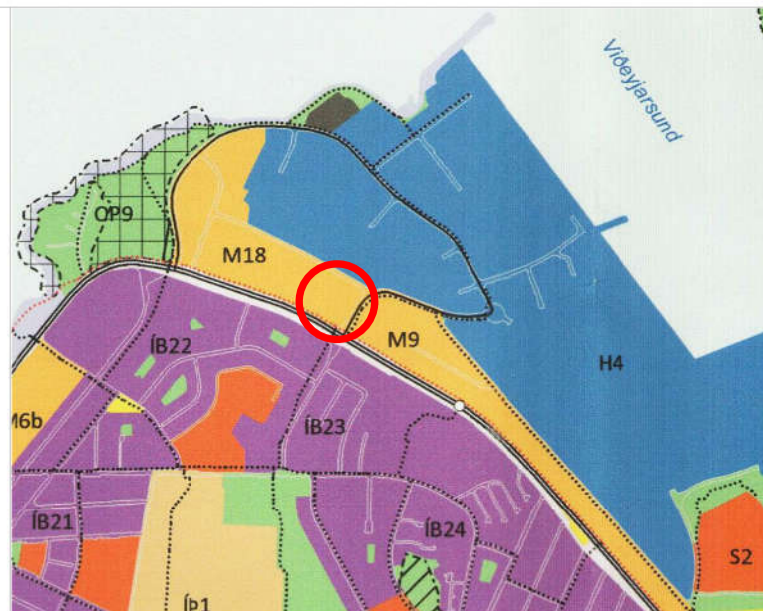 Viðeyjarsund
OP9
M18
M9
H4
ÍB22
M6b
ÍB23
ÍB21
ÍB24
S2
ÍÞ1